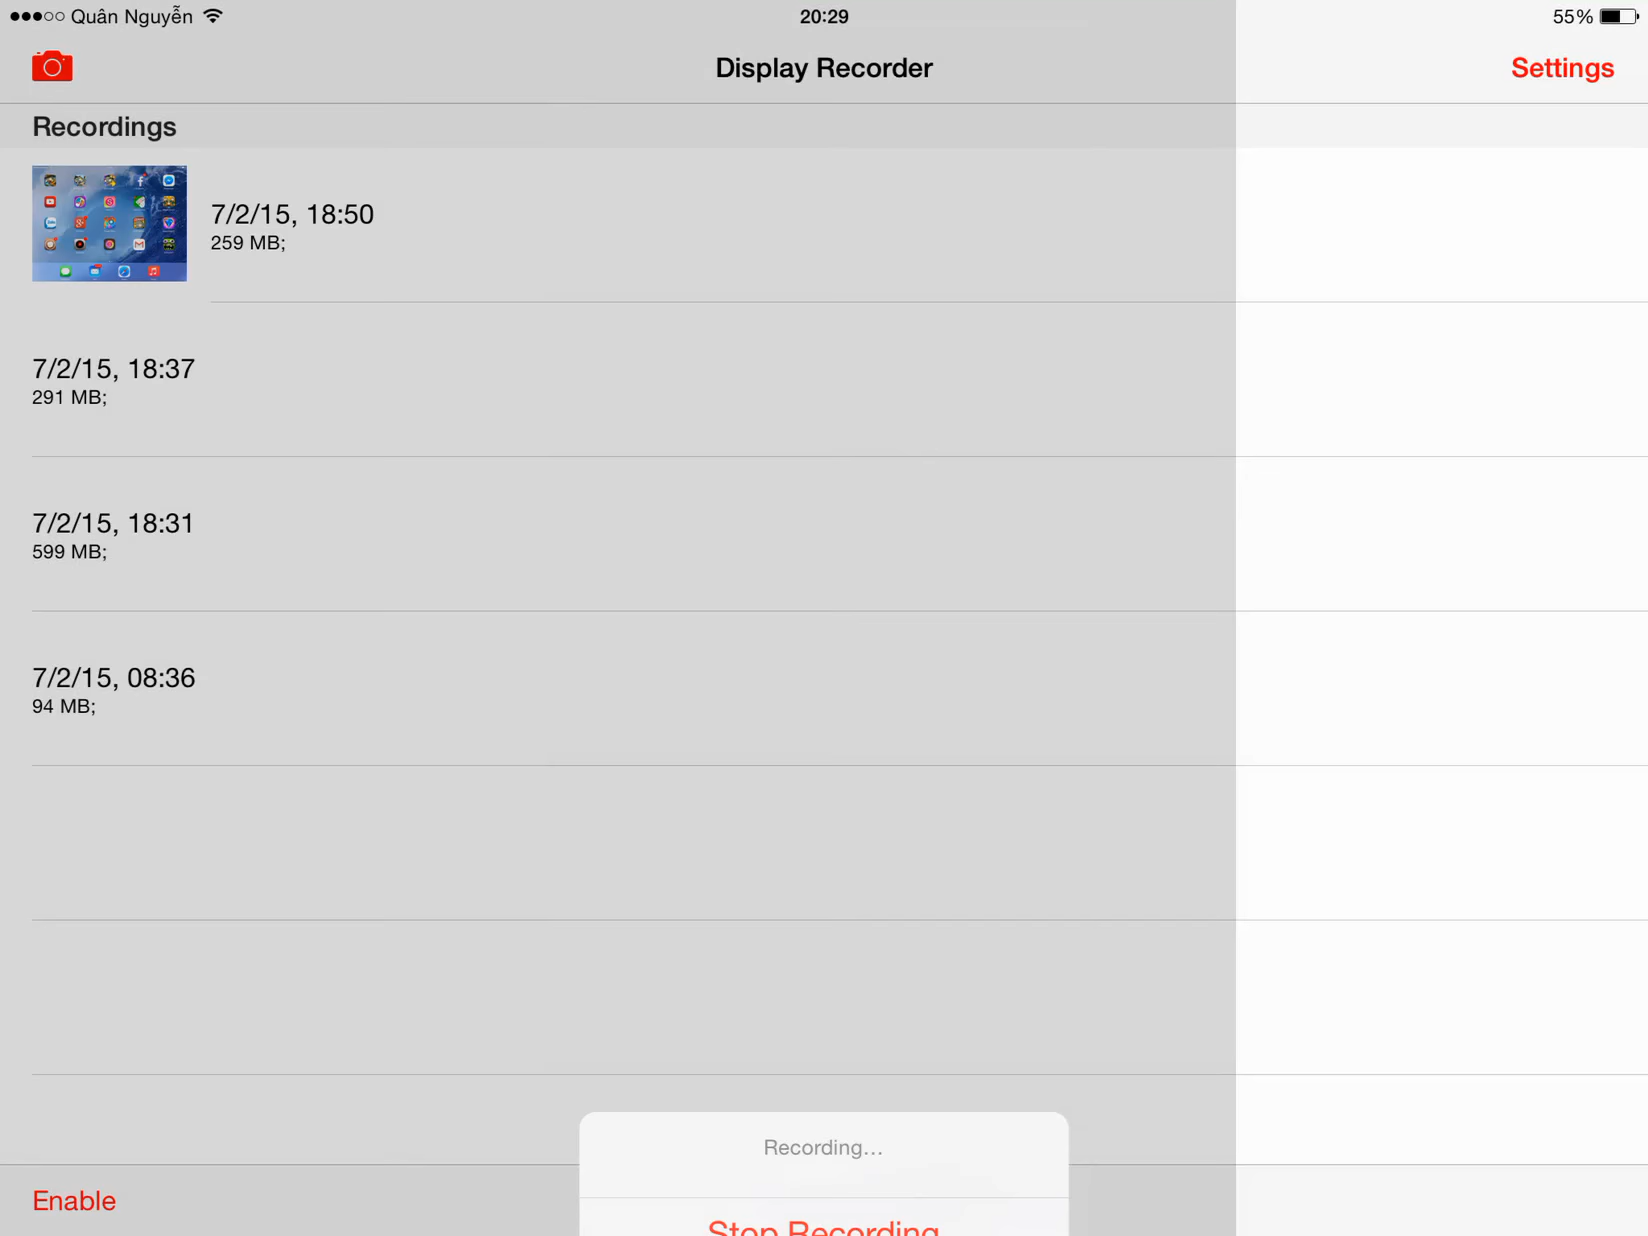 Quân Nguyễn 20:29 55%
Display Recorder
Settings
Recordings
7/2/15, 18:50
259 MB;
7/2/15, 18:37
291 MB;
7/2/15, 18:31
599 MB;
7/2/15, 08:36
94 MB;
Recording...
Enable
Stop Recording